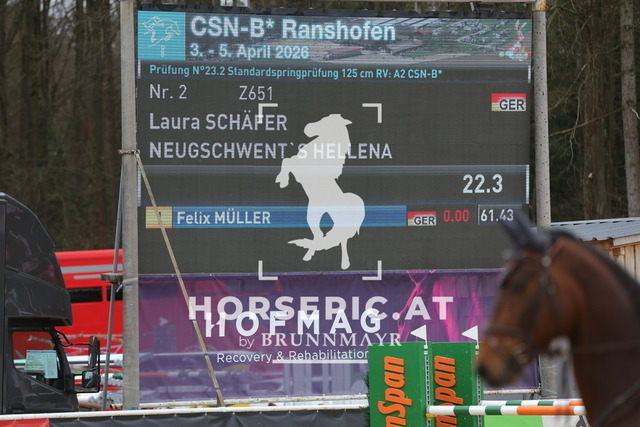 CSN-B* Ranshofen
3. - 5. April 2026
Prüfung N°23.2 Standardspringprüfung 125 cm RV: A2 CSN-B*
Nr. 2 Z651
GER
Laura SCHÄFER
NEUGSCHWENT`S HELLENA
22.3
Felix MÜLLER GER 0.00 61.43
HORSEPIC.AT
HOFMAG
by BRUNNMAYR
Recovery & Rehabilitation